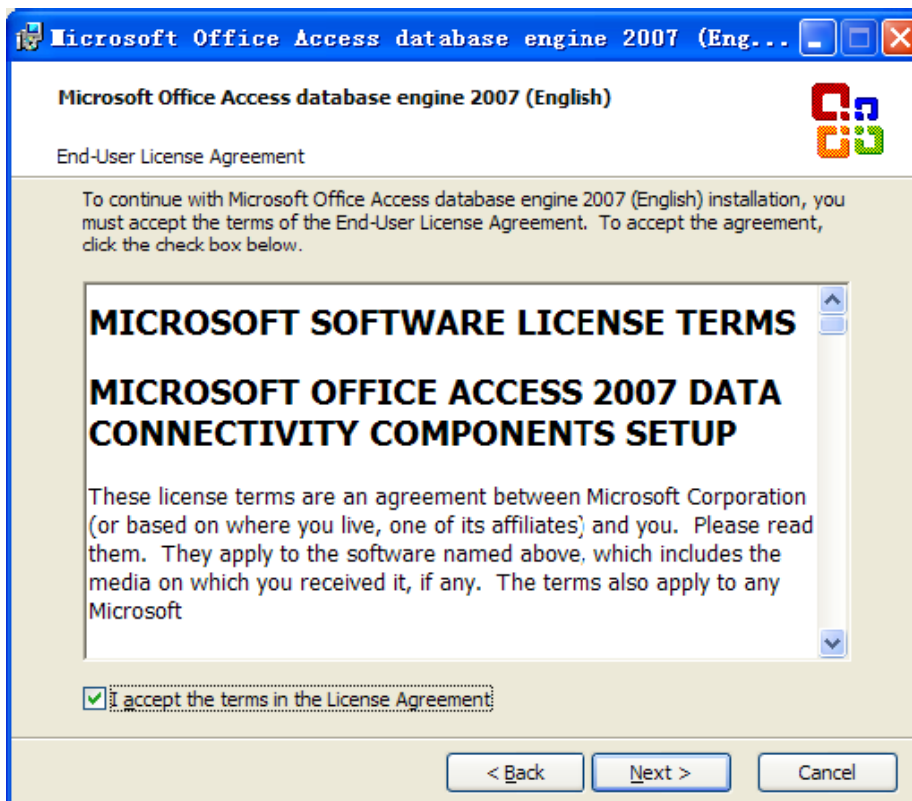 Microsoft Office Access database engine 2007 (Eng...
Microsoft Office Access database engine 2007 (English)
End-User License Agreement
To continue with Microsoft Office Access database engine 2007 (English) installation, you
must accept the terms of the End-User License Agreement.  To accept the agreement,
click the check box below.
MICROSOFT SOFTWARE LICENSE TERMS
MICROSOFT OFFICE ACCESS 2007 DATA
CONNECTIVITY COMPONENTS SETUP
These license terms are an agreement between Microsoft Corporation
(or based on where you live, one of its affiliates) and you.  Please read
them.  They apply to the software named above, which includes the
media on which you received it, if any.  The terms also apply to any
Microsoft
I accept the terms in the License Agreement
< Back
Next >
Cancel